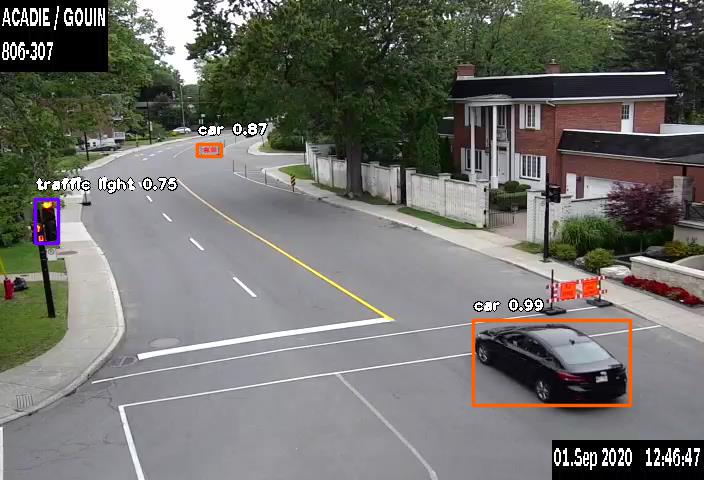 ACADIE / GOUIN
806-307
car 0.87
traffic light 0.75
car 0.99
01.Sep 2020 12:46:47